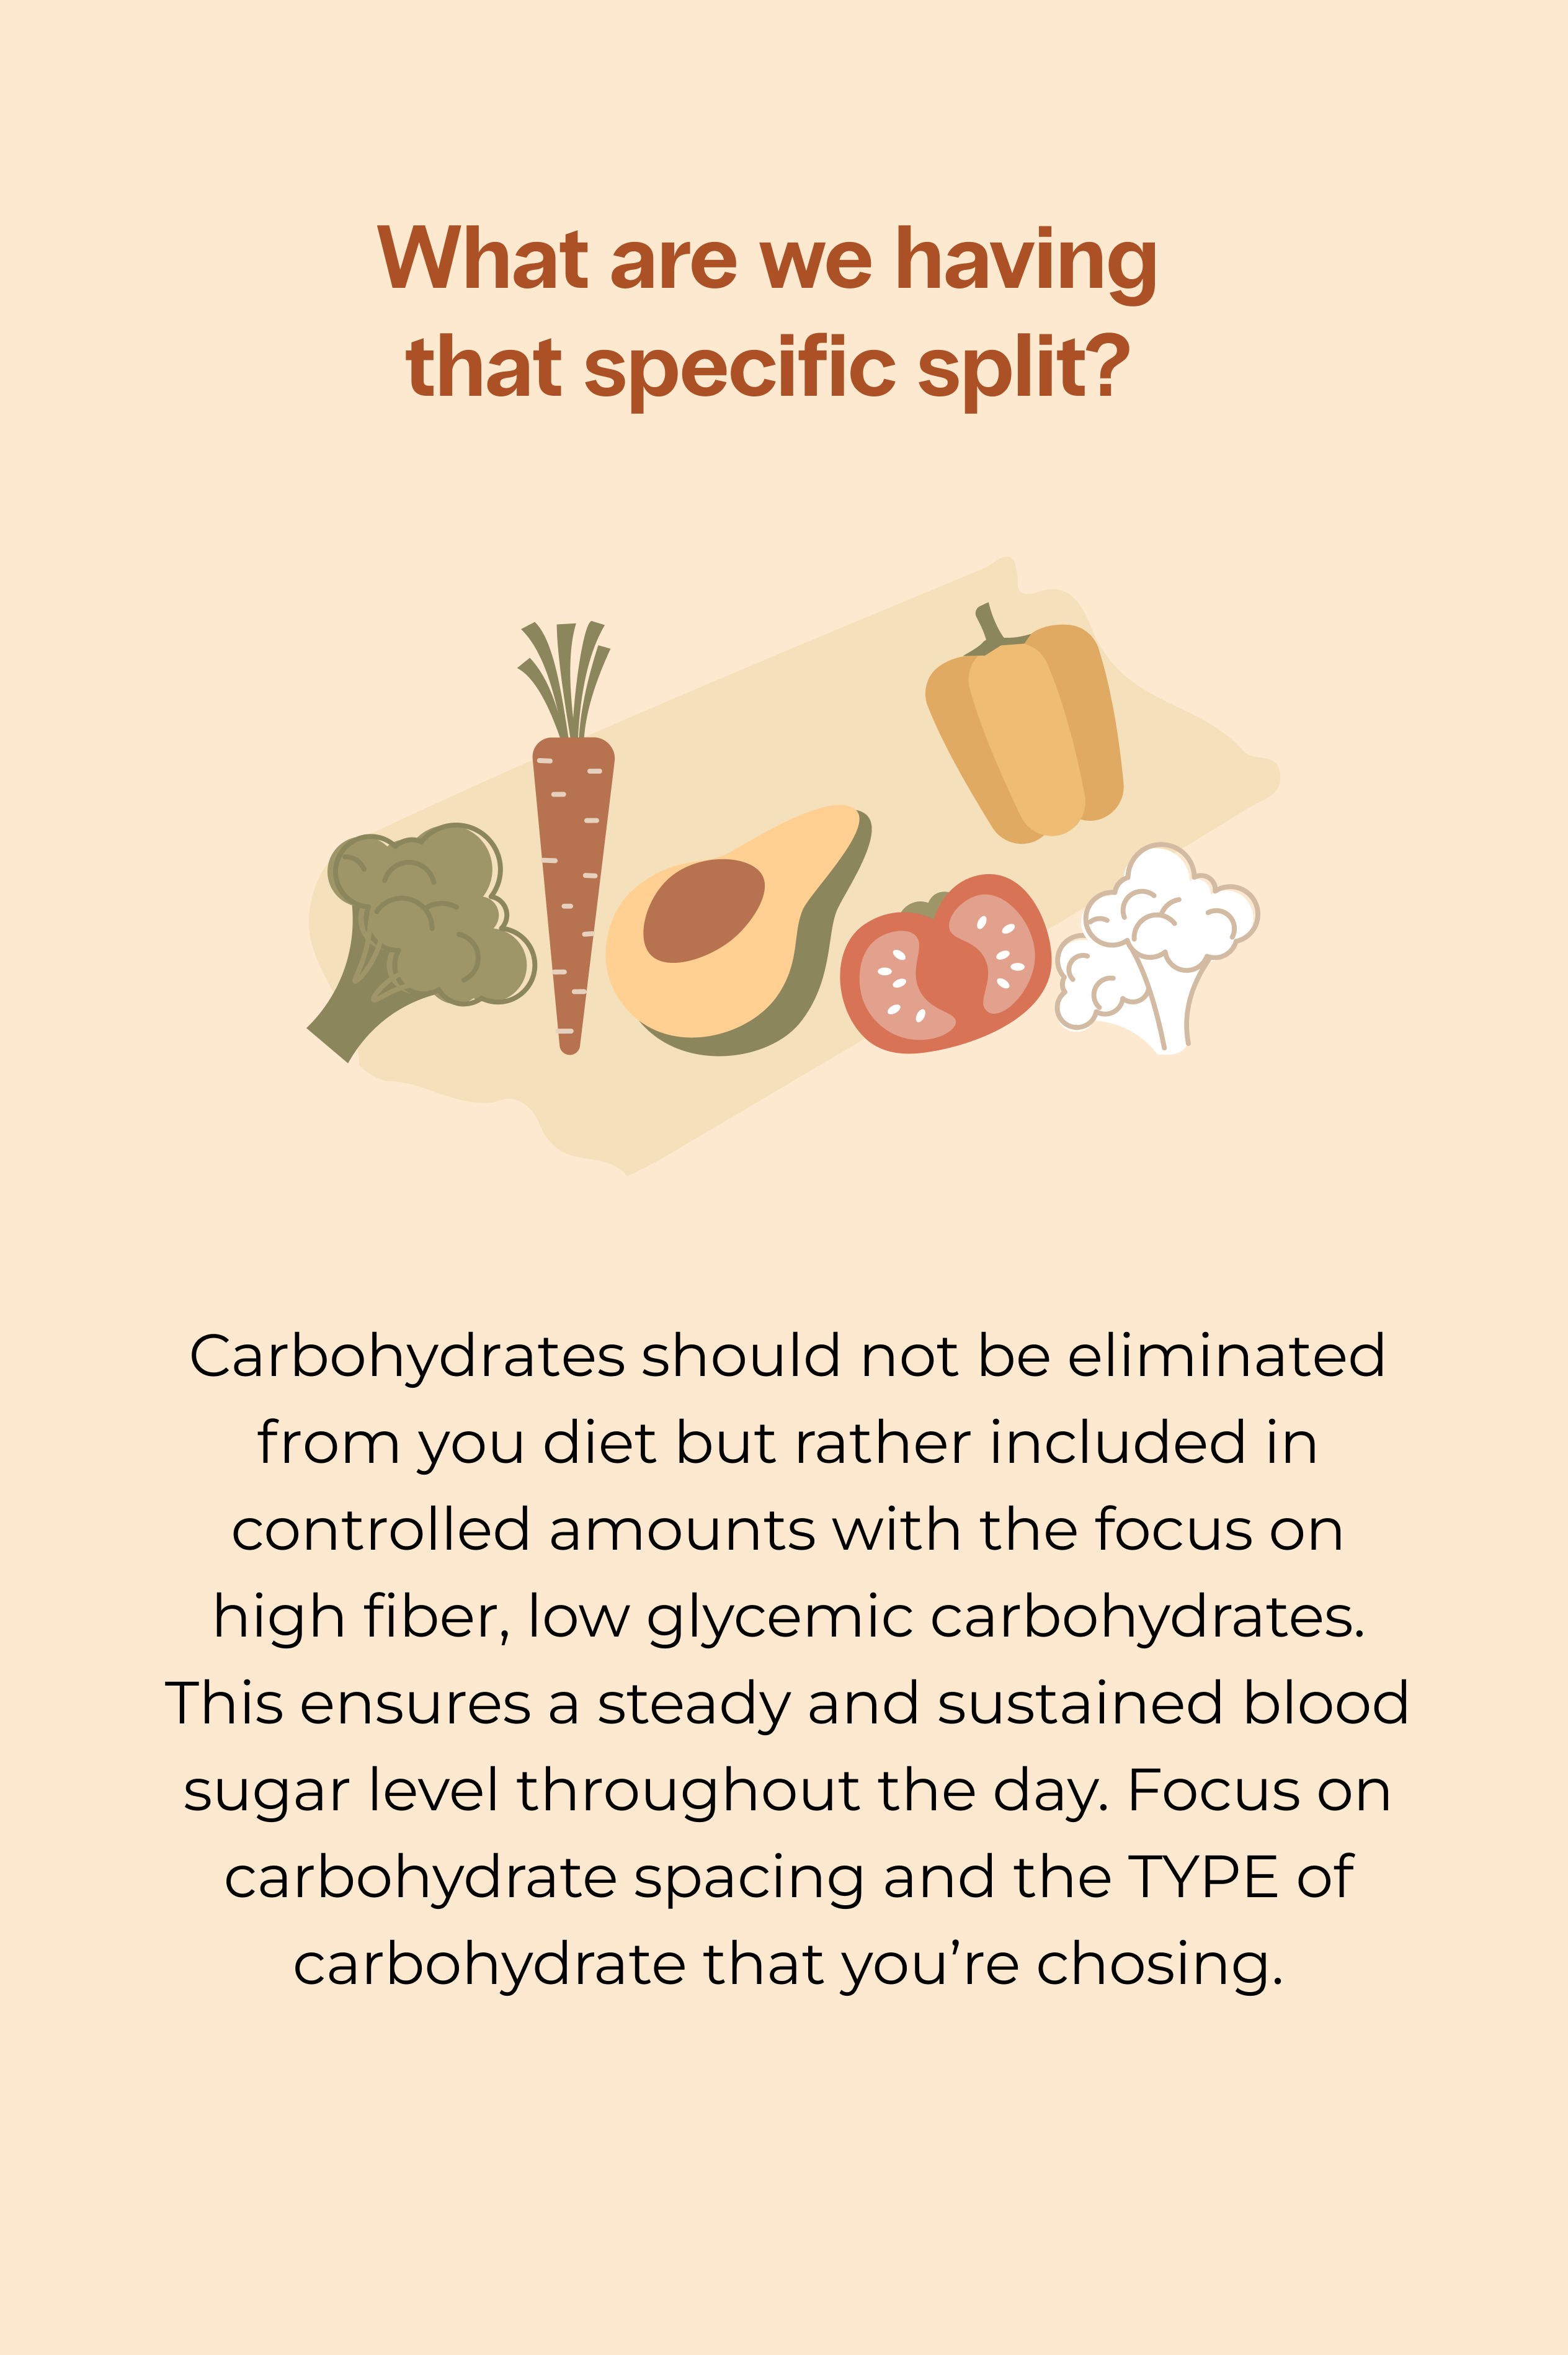 What are we having
that specific split?
Carbohydrates should not be eliminated
from you diet but rather included in
controlled amounts with the focus on
high fiber, low glycemic carbohydrates.
This ensures a steady and sustained blood
sugar level throughout the day. Focus on
carbohydrate spacing and the TYPE of
carbohydrate that you’re chosing.